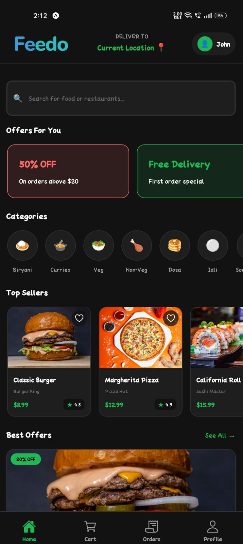 2:12
Feedo
DELIVER TO
Current Location
John
Search for food or restaurants...
Offers For You
50% OFF
On orders above $20
Free Delivery
First order special
Categories
Biryani
Curries
Veg
Non-Veg
Dosa
Idli
Top Sellers
Classic Burger
Burger King
$8.99
★ 4.5
Margherita Pizza
Pizza Hut
$12.99
★ 4.8
California Roll
Sushi Master
$15.99
Best Offers
See All →
20% OFF
Home
Cart
Orders
Profile